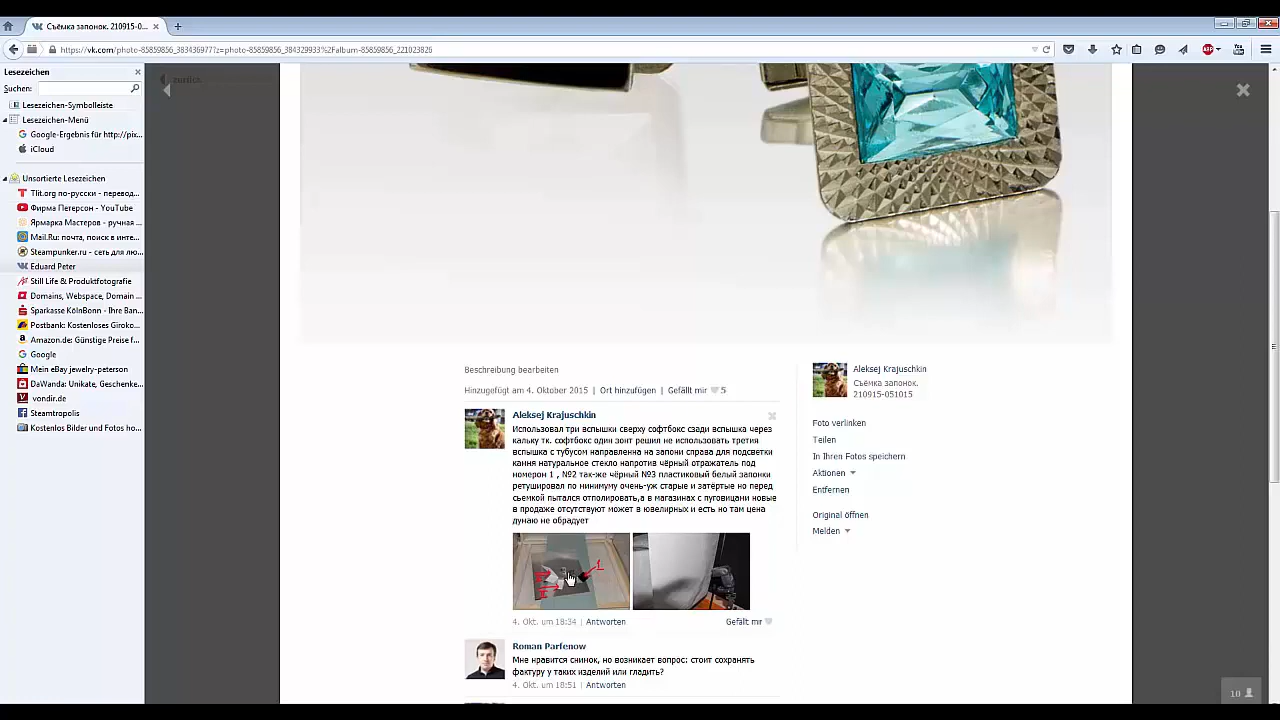 Съёмка запонок. 210915-0...
https://vk.com/photo-85859856_383436977?z=photo-85859856_384329933%2Falbum-85859856_221023826
Lesezeichen
Suchen:
Lesezeichen-Symbolleiste
Lesezeichen-Menü
Google-Ergebnis für http://pix...
iCloud
Unsortierte Lesezeichen
Tlit.org по-русски - перевод...
Фирма Петерсон - YouTube
Ярмарка Мастеров - ручная ...
Mail.Ru: почта, поиск в инте...
Steampunker.ru - сеть для лю...
Eduard Peter
Still Life & Produktfotografie
Domains, Webspace, Domain ...
Sparkasse KölnBonn - Ihre Ban...
Postbank: Kostenloses Giroko...
Amazon.de: Günstige Preise f...
Google
Mein eBay jewelry-peterson
DaWanda: Unikate, Geschenke...
vondir.de
Steamtropolis
Kostenlos Bilder und Fotos ho...
zurück
Beschreibung bearbeiten
Hinzugefügt am 4. Oktober 2015 | Ort hinzufügen | Gefällt mir 5
Aleksej Krajuschkin
Использовал три вспышки сверху софтбокс сзади вспышка через
кальку тк. софтбокс один зонт решил не использовать третия
вспышка с тубусом направленна на запони справа для подсветки
камня натуральное стекло напротив чёрный отражатель под
номером 1 , №2 так-же чёрный №3 пластиковый белый запонки
ретушировал по минимуму очень-уж старые и затёртые но перед
сьемкой пытался отполировать,а в магазинах с пуговицами новые
в продаже отсутствуют может в ювелирных и есть но там цена
думаю не обрадует
1
4. Okt. um 18:34 | Antworten
Gefällt mir
Roman Parfenow
Мне нравится снимок, но возникает вопрос: стоит сохранять
фактуру у таких изделий или гладить?
4. Okt. um 18:51 | Antworten
Aleksej Krajuschkin
Съёмка запонок.
210915-051015
Foto verlinken
Teilen
In Ihren Fotos speichern
Aktionen
Entfernen
Original öffnen
Melden
10